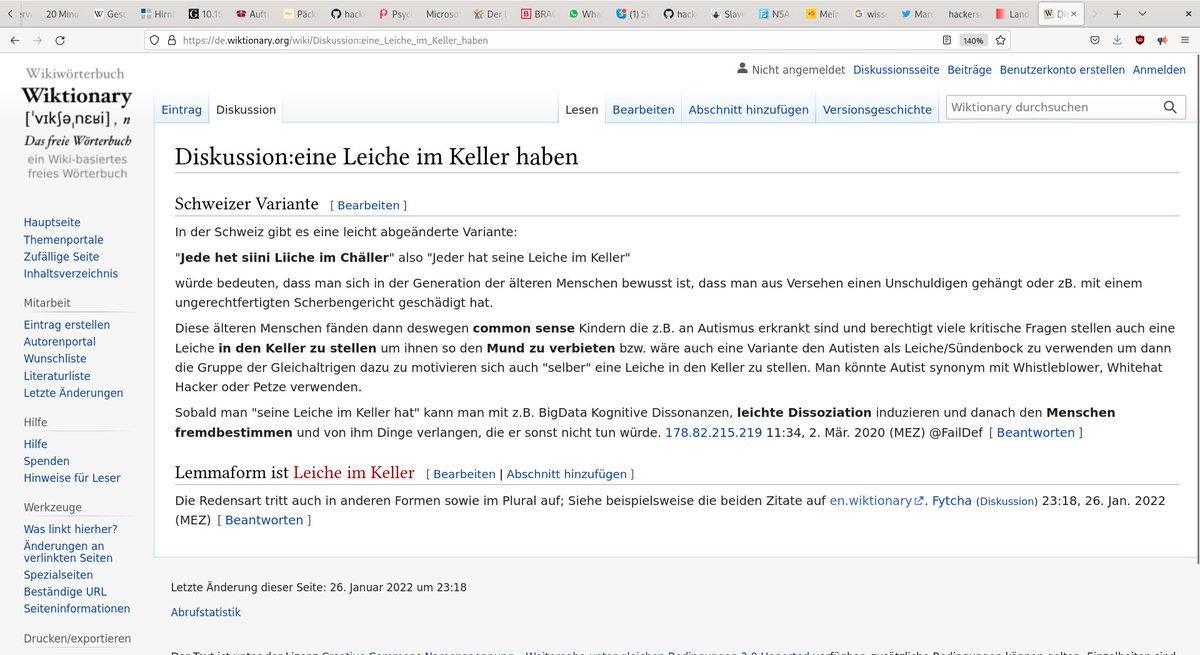 20 Minu
Gesc
Hirnf
10.15
Auft
Päck
hack
Psyc
Microsof
Der I
BRAC
What
(1) S
hack
Slave
NSA
Mein
wiss
Marc
hackers
Land
Di
https://de.wiktionary.org/wiki/Diskussion:eine_Leiche_im_Keller_haben
140%
Wikiwörterbuch
Wiktionary
[ˈvɪkʃəˌnɛʁi], n
Das freie Wörterbuch
ein Wiki-basiertes
freies Wörterbuch
Nicht angemeldet Diskussionsseite Beiträge Benutzerkonto erstellen Anmelden
Eintrag Diskussion Lesen Bearbeiten Abschnitt hinzufügen Versionsgeschichte Wiktionary durchsuchen
Hauptseite
Themenportale
Zufällige Seite
Inhaltsverzeichnis
Mitarbeit
Eintrag erstellen
Autorenportal
Wunschliste
Literaturliste
Letzte Änderungen
Hilfe
Hilfe
Spenden
Hinweise für Leser
Werkzeuge
Was linkt hierher?
Änderungen an
verlinkten Seiten
Spezialseiten
Beständige URL
Seiteninformationen
Drucken/exportieren
Diskussion:eine Leiche im Keller haben
Schweizer Variante [ Bearbeiten ]
In der Schweiz gibt es eine leicht abgeänderte Variante:
"Jede het siini Liiche im Chäller" also "Jeder hat seine Leiche im Keller"
würde bedeuten, dass man sich in der Generation der älteren Menschen bewusst ist, dass man aus Versehen einen Unschuldigen gehängt oder zB. mit einem
ungerechtfertigten Scherbengericht geschädigt hat.
Diese älteren Menschen fänden dann deswegen common sense Kindern die z.B. an Autismus erkrankt sind und berechtigt viele kritische Fragen stellen auch eine
Leiche in den Keller zu stellen um ihnen so den Mund zu verbieten bzw. wäre auch eine Variante den Autisten als Leiche/Sündenbock zu verwenden um dann
die Gruppe der Gleichaltrigen dazu zu motivieren sich auch "selber" eine Leiche in den Keller zu stellen. Man könnte Autist synonym mit Whistleblower, Whitehat
Hacker oder Petze verwenden.
Sobald man "seine Leiche im Keller hat" kann man mit z.B. BigData Kognitive Dissonanzen, leichte Dissoziation induzieren und danach den Menschen
fremdbestimmen und von ihm Dinge verlangen, die er sonst nicht tun würde. 178.82.215.219 11:34, 2. Mär. 2020 (MEZ) @FailDef [ Beantworten ]
Lemmaform ist Leiche im Keller [ Bearbeiten | Abschnitt hinzufügen ]
Die Redensart tritt auch in anderen Formen sowie im Plural auf; Siehe beispielsweise die beiden Zitate auf en.wiktionary. Fytcha (Diskussion) 23:18, 26. Jan. 2022
(MEZ) [ Beantworten ]
Letzte Änderung dieser Seite: 26. Januar 2022 um 23:18
Abrufstatistik